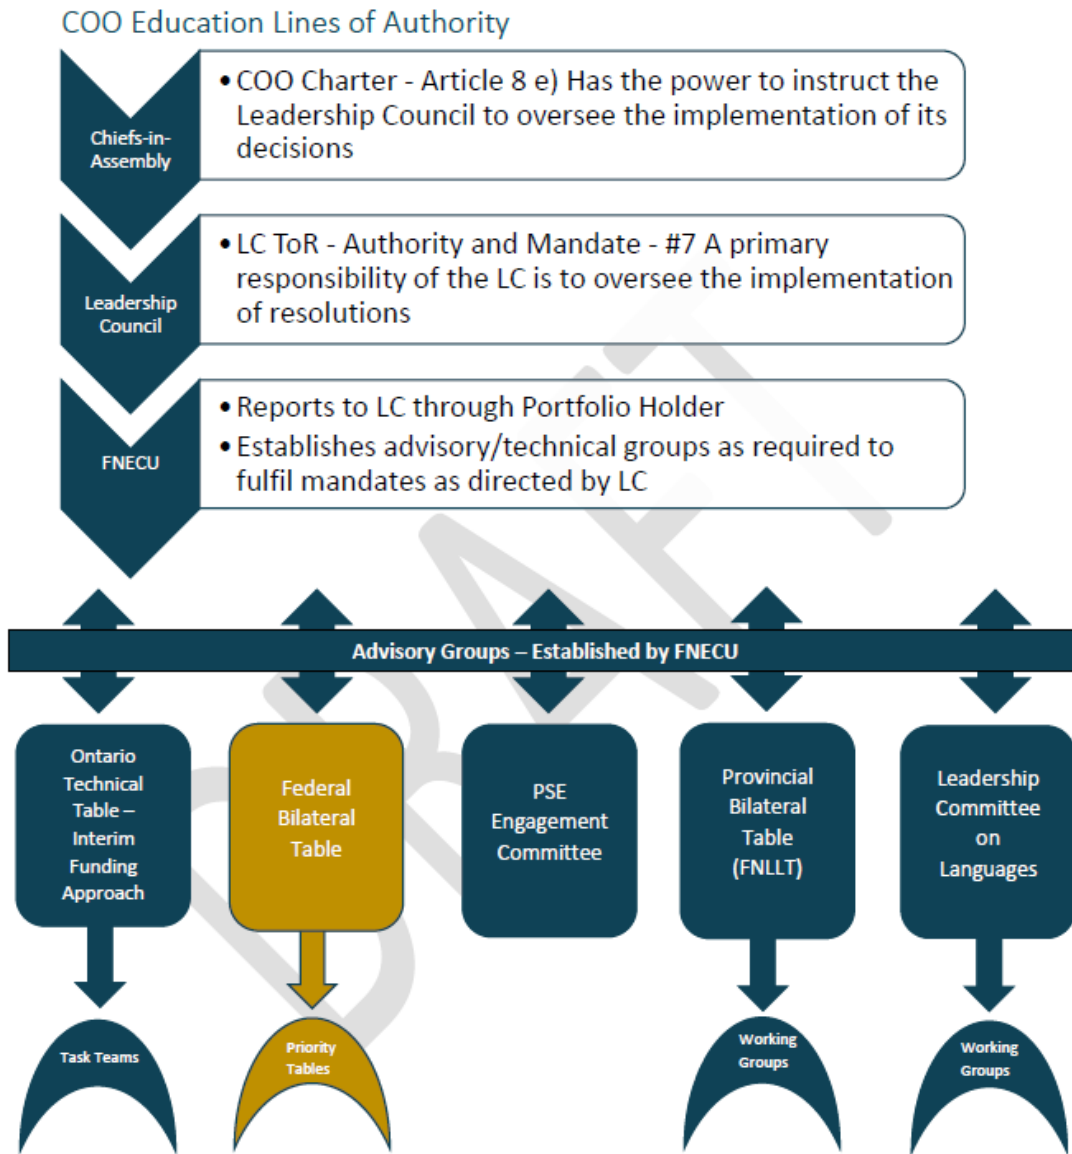 COO Education Lines of Authority
Chiefs-in-
Assembly
• COO Charter - Article 8 e) Has the power to instruct the
Leadership Council to oversee the implementation of its
decisions
Leadership
Council
• LC ToR - Authority and Mandate - #7 A primary
responsibility of the LC is to oversee the implementation
of resolutions
FNECU
• Reports to LC through Portfolio Holder
• Establishes advisory/technical groups as required to
fulfil mandates as directed by LC
DRAFT
Advisory Groups – Established by FNECU
Ontario
Technical
Table –
Interim
Funding
Approach
Federal
Bilateral
Table
PSE
Engagement
Committee
Provincial
Bilateral
Table
(FNLLT)
Leadership
Committee
on
Languages
Task Teams
Priority
Tables
Working
Groups
Working
Groups